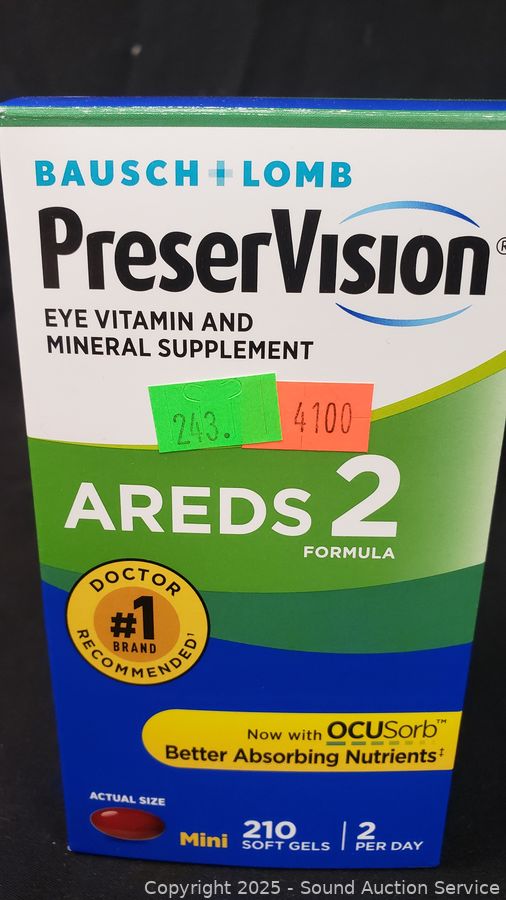 BAUSCH + LOMB
PreserVision®
EYE VITAMIN AND
MINERAL SUPPLEMENT
243.
4100
AREDS 2
FORMULA
DOCTOR
#1
BRAND
RECOMMENDED¹
Now with OCUSorb™
Better Absorbing Nutrients‡
ACTUAL SIZE
Mini 210 SOFT GELS | 2 PER DAY
Copyright 2025 - Sound Auction Service